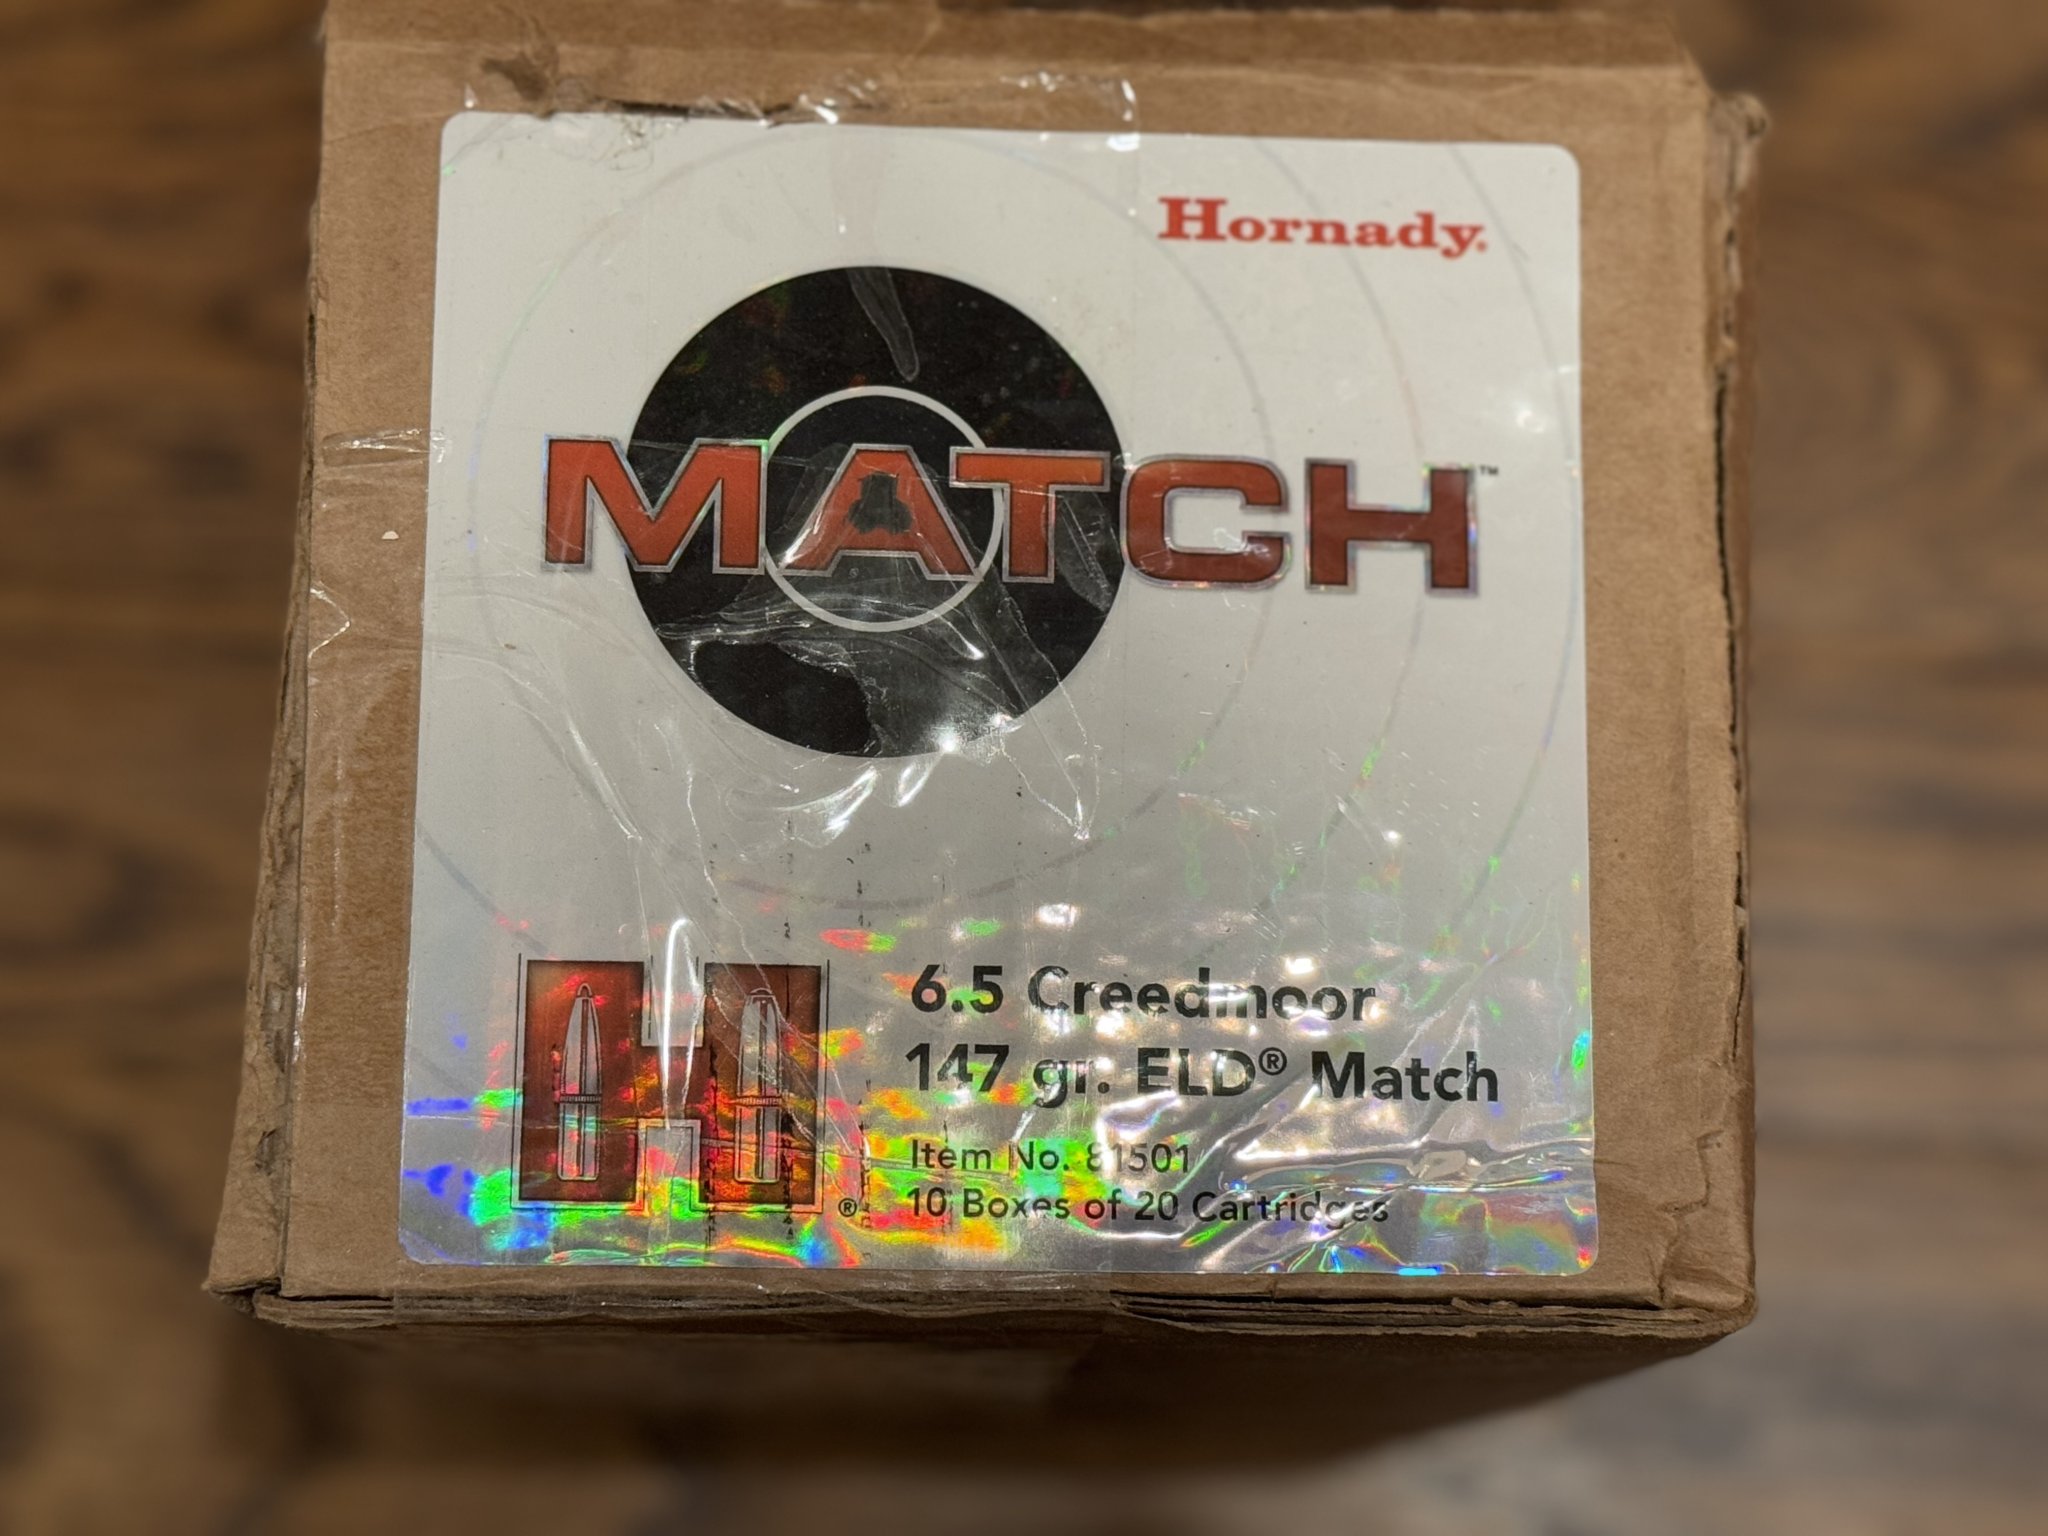 Hornady®
MATCH™
6.5 Creedmoor
147 gr. ELD® Match
Item No. 81501
10 Boxes of 20 Cartridges
®